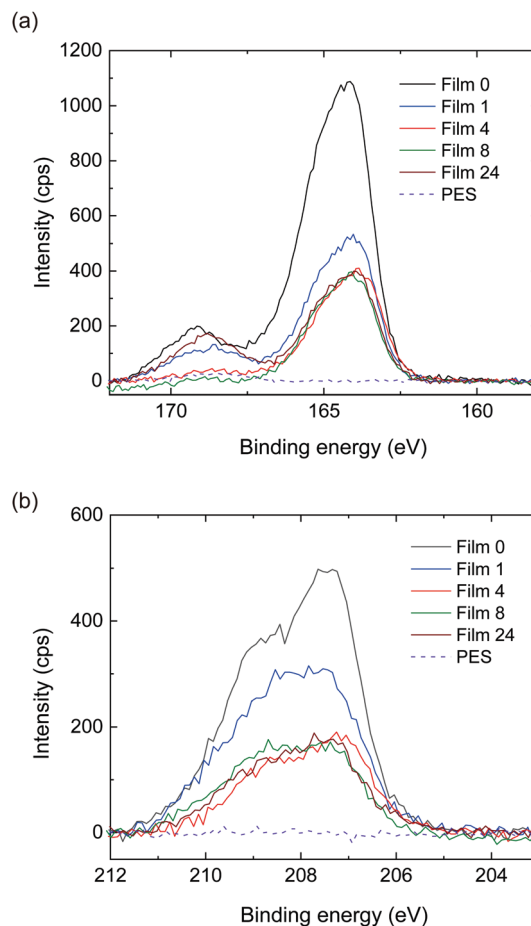 (a)
1200
1000
800
600
400
200
0
Intensity (cps)
Film 0
Film 1
Film 4
Film 8
Film 24
PES
170
165
160
Binding energy (eV)
(b)
600
400
200
0
Intensity (cps)
Film 0
Film 1
Film 4
Film 8
Film 24
PES
212
210
208
206
204
Binding energy (eV)